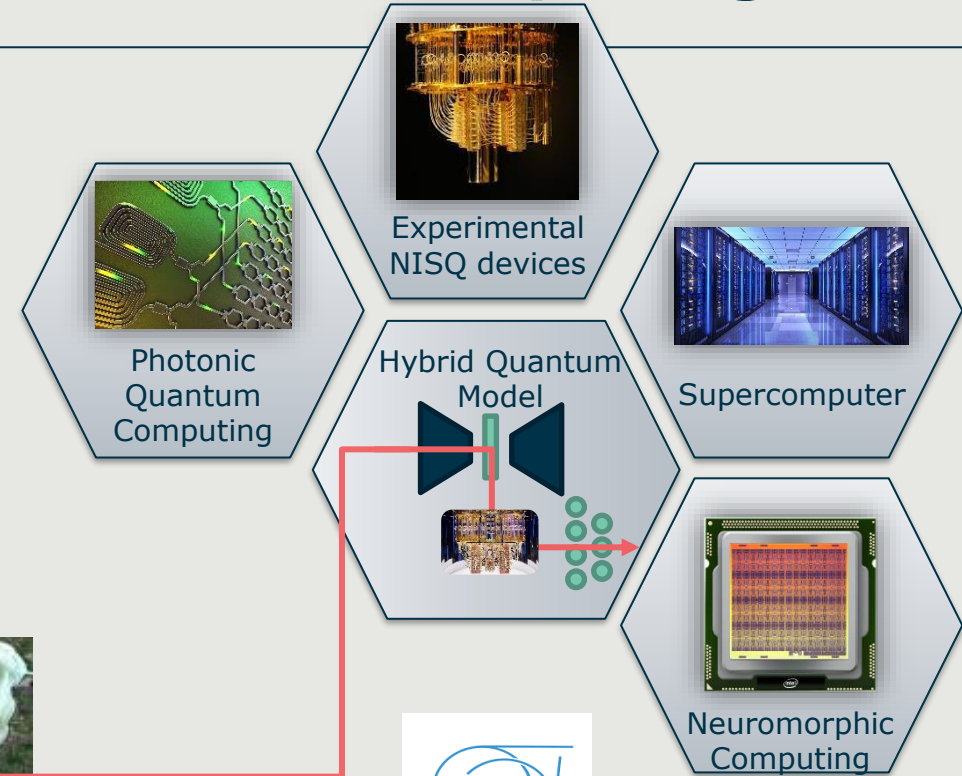 Experimental
NISQ devices
Photonic
Quantum
Computing
Hybrid Quantum
Model
Supercomputer
Neuromorphic
Computing